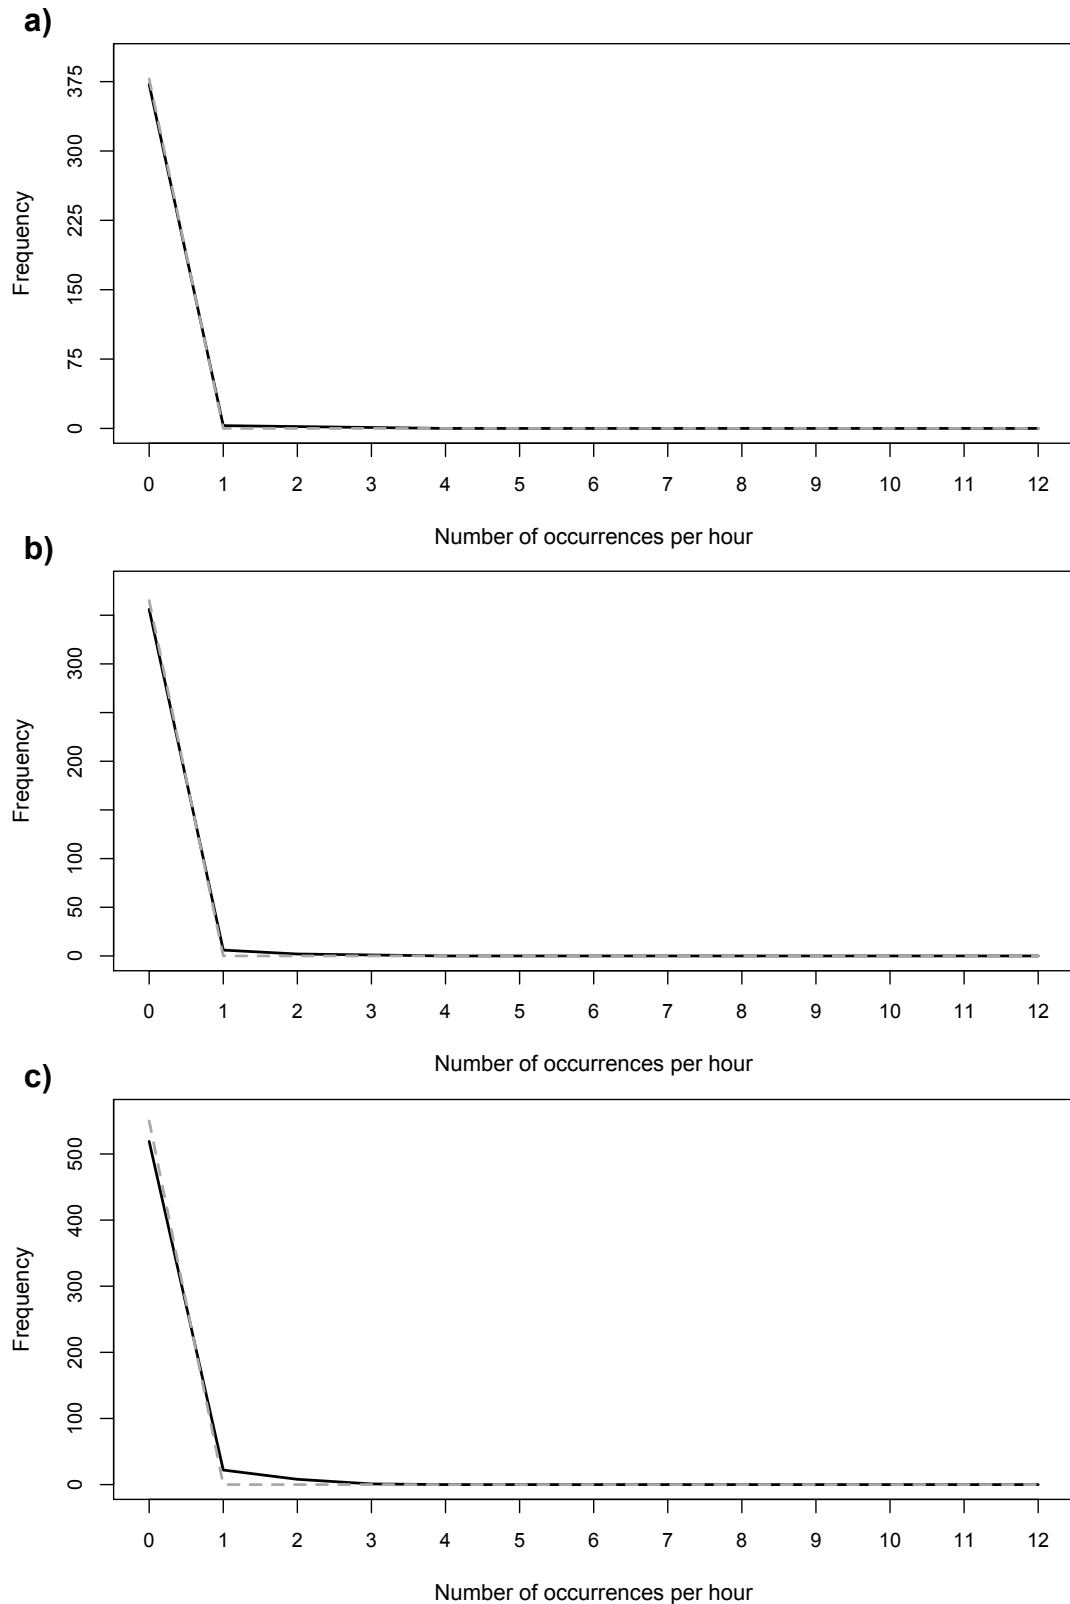 a)
375
300
225
150
75
0
Frequency
0 1 2 3 4 5 6 7 8 9 10 11 12
Number of occurrences per hour
b)
300
200
100
50
0
Frequency
0 1 2 3 4 5 6 7 8 9 10 11 12
Number of occurrences per hour
c)
500
400
300
200
100
0
Frequency
0 1 2 3 4 5 6 7 8 9 10 11 12
Number of occurrences per hour